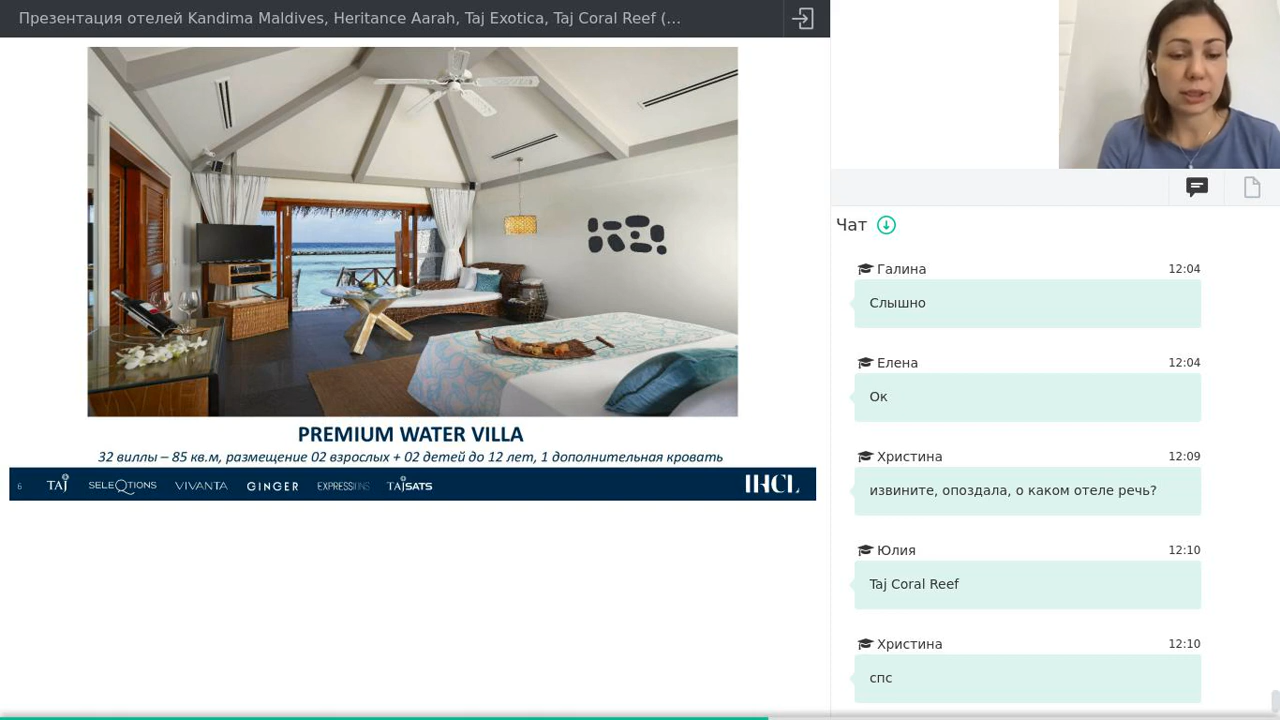 Презентация отелей Kandima Maldives, Heritance Aarah, Taj Exotica, Taj Coral Reef (...
PREMIUM WATER VILLA
32 виллы – 85 кв.м, размещение 02 взрослых + 02 детей до 12 лет, 1 дополнительная кровать
6 TAJ SELEQTIONS VIVANTA GINGER EXPRESSIONS TAJSATS IHCL
Чат
Галина 12:04
Слышно
Елена 12:04
Ок
Христина 12:09
извините, опоздала, о каком отеле речь?
Юлия 12:10
Taj Coral Reef
Христина 12:10
спс